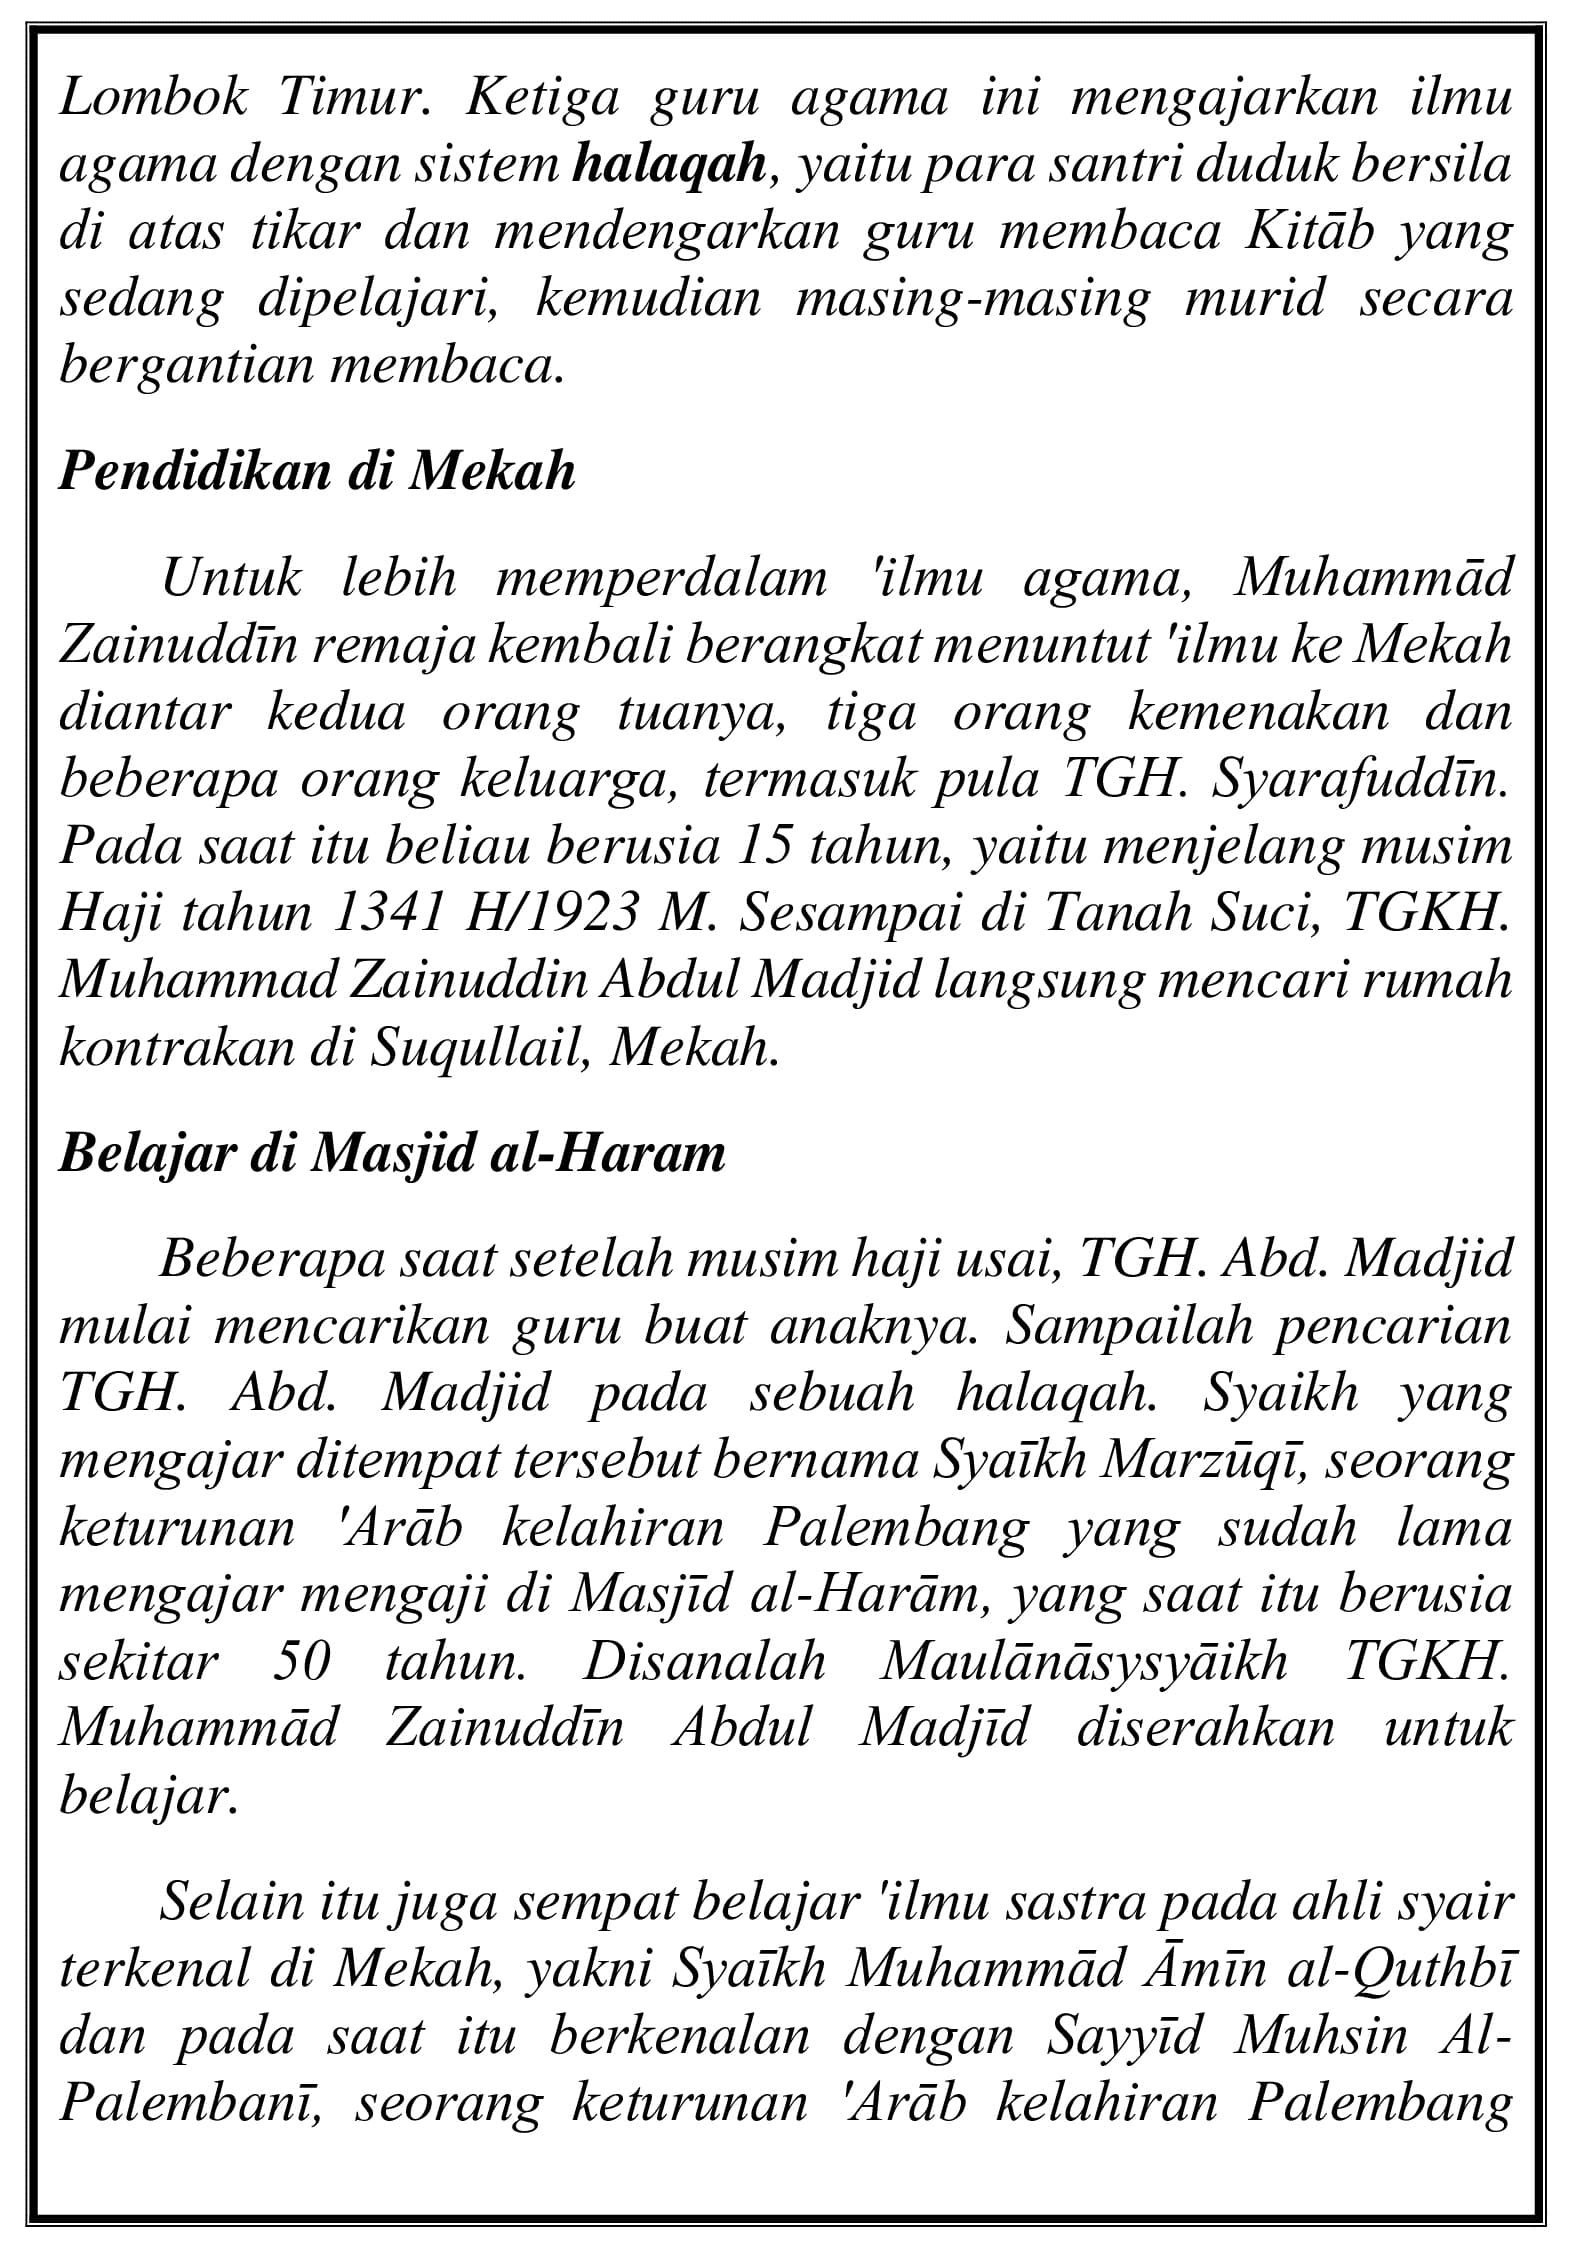 Lombok Timur. Ketiga guru agama ini mengajarkan ilmu
agama dengan sistem halaqah, yaitu para santri duduk bersila
di atas tikar dan mendengarkan guru membaca Kitāb yang
sedang dipelajari, kemudian masing-masing murid secara
bergantian membaca.
Pendidikan di Mekah
Untuk lebih memperdalam 'ilmu agama, Muhammād
Zainuddīn remaja kembali berangkat menuntut 'ilmu ke Mekah
diantar kedua orang tuanya, tiga orang kemenakan dan
beberapa orang keluarga, termasuk pula TGH. Syarafuddīn.
Pada saat itu beliau berusia 15 tahun, yaitu menjelang musim
Haji tahun 1341 H/1923 M. Sesampai di Tanah Suci, TGKH.
Muhammad Zainuddin Abdul Madjid langsung mencari rumah
kontrakan di Suqullail, Mekah.
Belajar di Masjid al-Haram
Beberapa saat setelah musim haji usai, TGH. Abd. Madjid
mulai mencarikan guru buat anaknya. Sampailah pencarian
TGH. Abd. Madjid pada sebuah halaqah. Syaikh yang
mengajar ditempat tersebut bernama Syaīkh Marzūqī, seorang
keturunan 'Arāb kelahiran Palembang yang sudah lama
mengajar mengaji di Masjīd al-Harām, yang saat itu berusia
sekitar 50 tahun. Disanalah Maulānāsysyāikh TGKH.
Muhammād Zainuddīn Abdul Madjīd diserahkan untuk
belajar.
Selain itu juga sempat belajar 'ilmu sastra pada ahli syair
terkenal di Mekah, yakni Syaīkh Muhammād Āmīn al-Quthbī
dan pada saat itu berkenalan dengan Sayyīd Muhsin Al-
Palembanī, seorang keturunan 'Arāb kelahiran Palembang